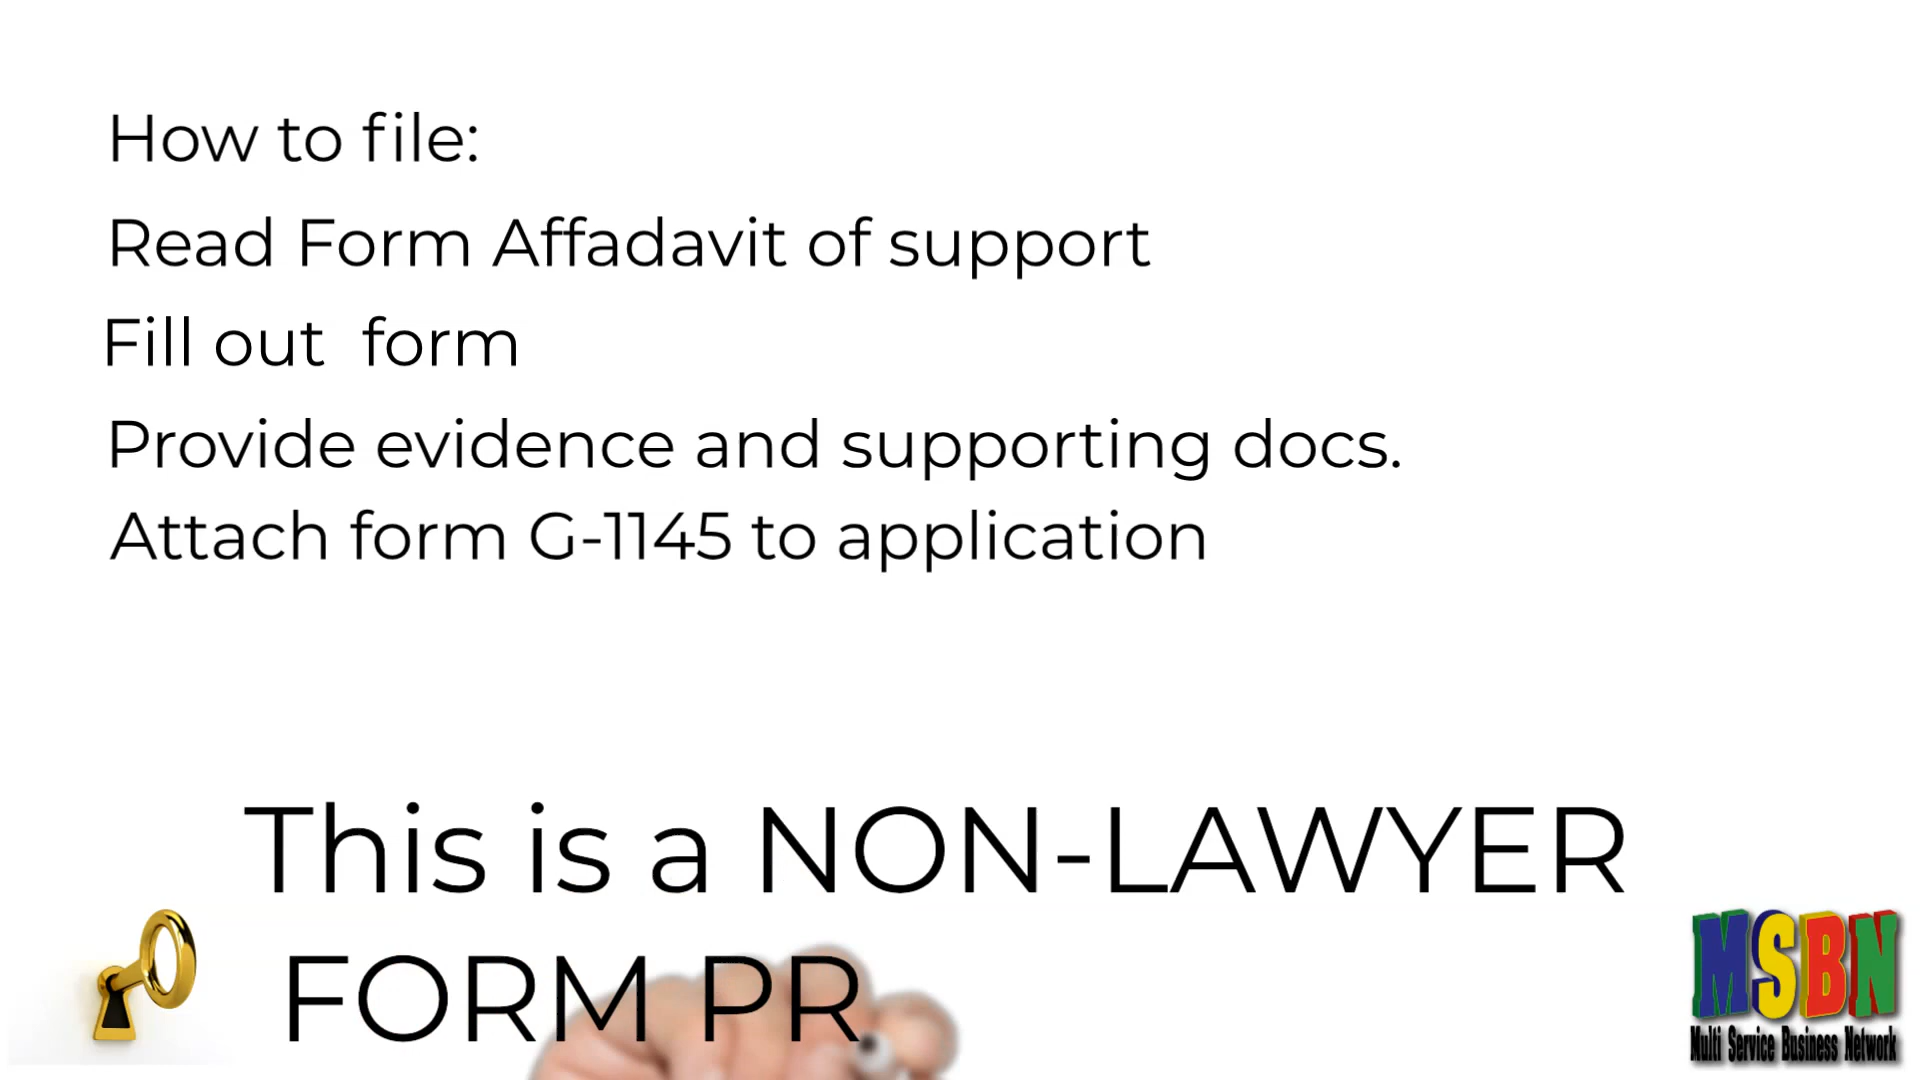 How to file:
Read Form Affadavit of support
Fill out form
Provide evidence and supporting docs.
Attach form G-1145 to application
This is a NON-LAWYER
FORM PR
MSBN
Multi Service Business Network